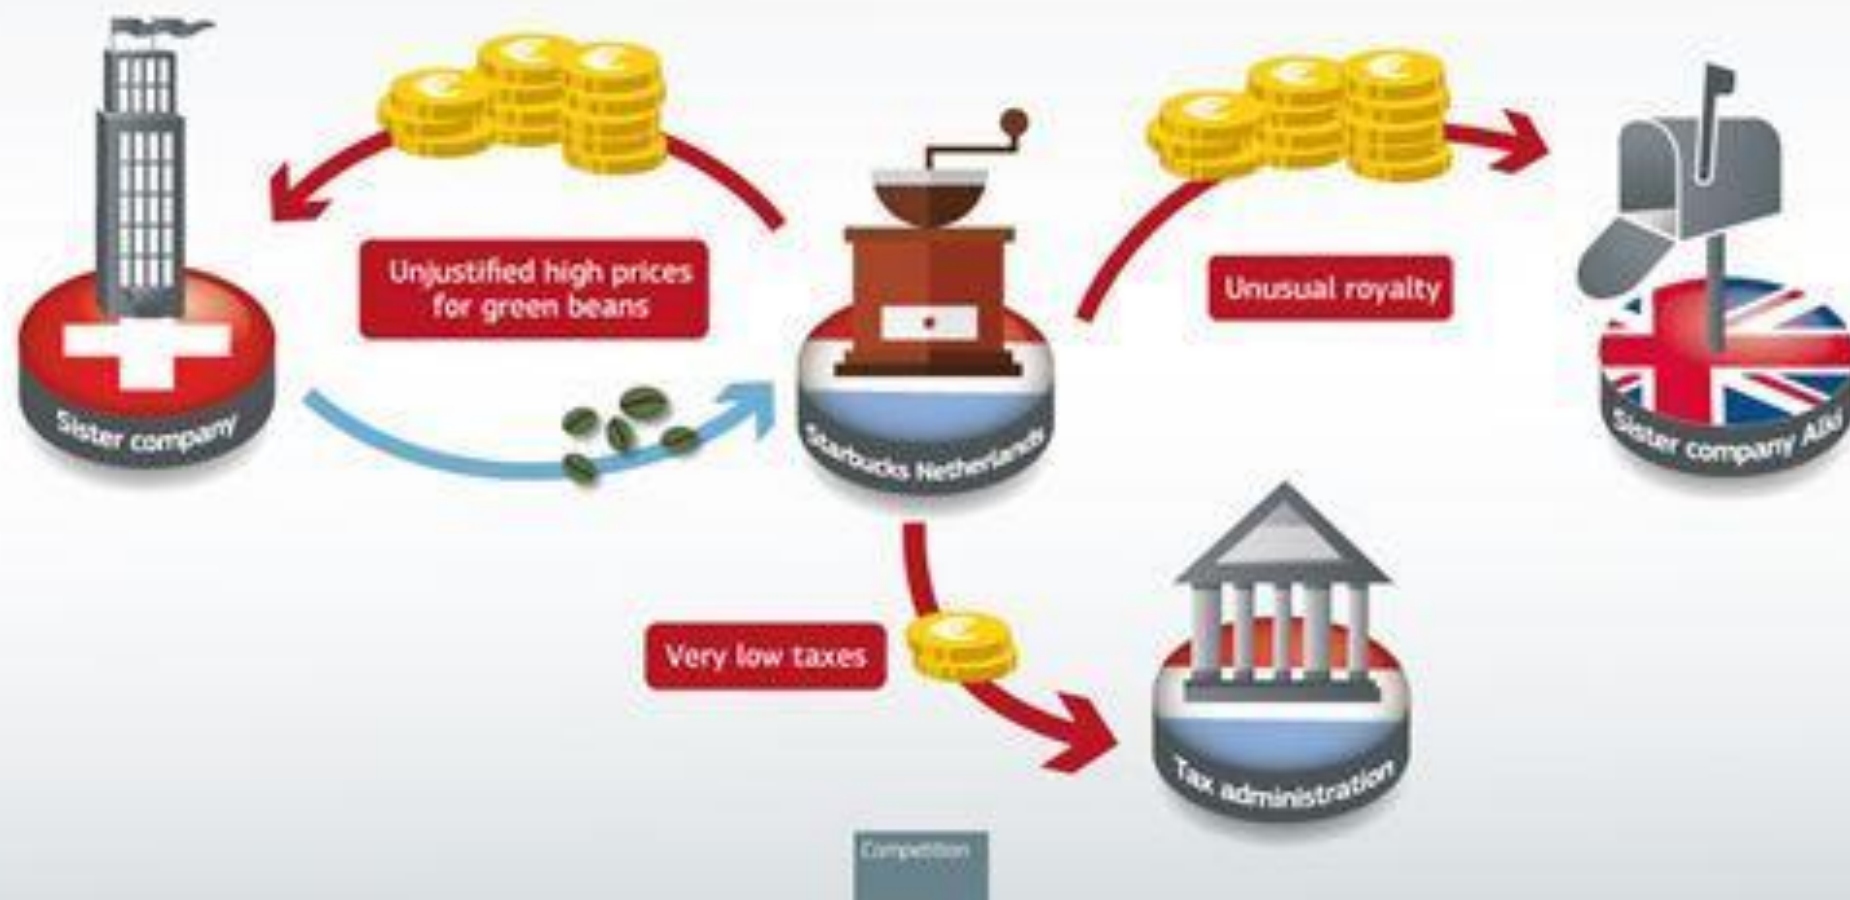 Unjustified high prices
for green beans
Unusual royalty
Sister company
Starbucks Netherlands
Sister company Alki
Very low taxes
Tax administration
Competition